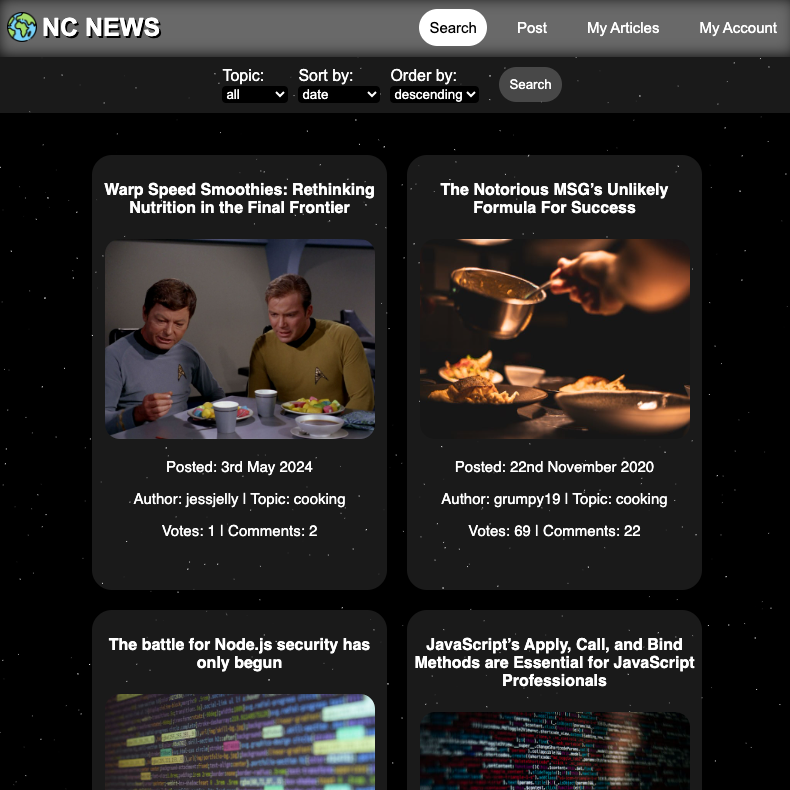 NC NEWS
Search Post My Articles My Account
Topic: Sort by: Order by:
all date descending Search
Warp Speed Smoothies: Rethinking
Nutrition in the Final Frontier
Posted: 3rd May 2024
Author: jessjelly | Topic: cooking
Votes: 1 | Comments: 2
The Notorious MSG’s Unlikely
Formula For Success
Posted: 22nd November 2020
Author: grumpy19 | Topic: cooking
Votes: 69 | Comments: 22
The battle for Node.js security has
only begun
JavaScript’s Apply, Call, and Bind
Methods are Essential for JavaScript
Professionals